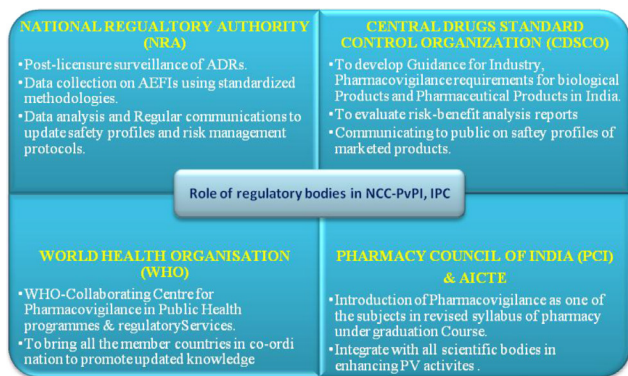 NATIONAL REGUALTORY AUTHORITY
(NRA)
•Post-licensure surveillance of ADRs.
•Data collection on AEFIs using standardized
methodologies.
•Data analysis and Regular communications to
update safety profiles and risk management
protocols.
CENTRAL DRUGS STANDARD
CONTROL ORGANIZATION (CDSCO)
•To develop Guidance for Industry,
Pharmacovigilance requirements for biological
Products and Pharmaceutical Products in India.
•To evaluate risk-benefit analysis reports
•Communicating to public on saftey profiles of
marketed products.
Role of regulatory bodies in NCC-PvPI, IPC
WORLD HEALTH ORGANISATION
(WHO)
•WHO-Collaborating Centre for
Pharmacovigilance in Public Health
programmes & regulatoryServices.
•To bring all the member countries in co-ordi
nation to promote updated knowledge
PHARMACY COUNCIL OF INDIA (PCI)
& AICTE
•Introduction of Pharmacovigilance as one of
the subjects in revised syllabus of pharmacy
under graduation Course.
•Integrate with all scientific bodies in
enhancing PV activites .